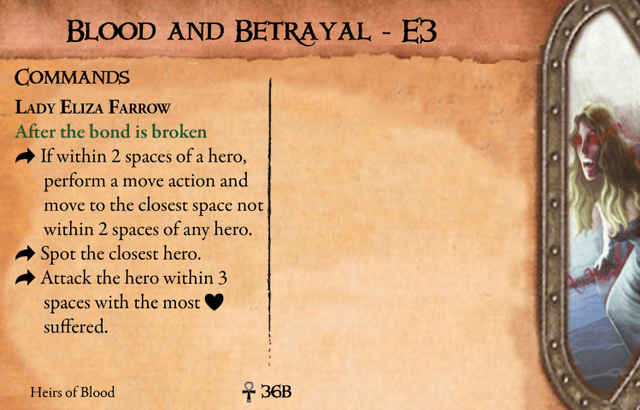 Blood and Betrayal - E3
Commands
Lady Eliza Farrow
After the bond is broken
If within 2 spaces of a hero,
perform a move action and
move to the closest space not
within 2 spaces of any hero.
Spot the closest hero.
Attack the hero within 3
spaces with the most ♥
suffered.
Heirs of Blood
☥ 36B